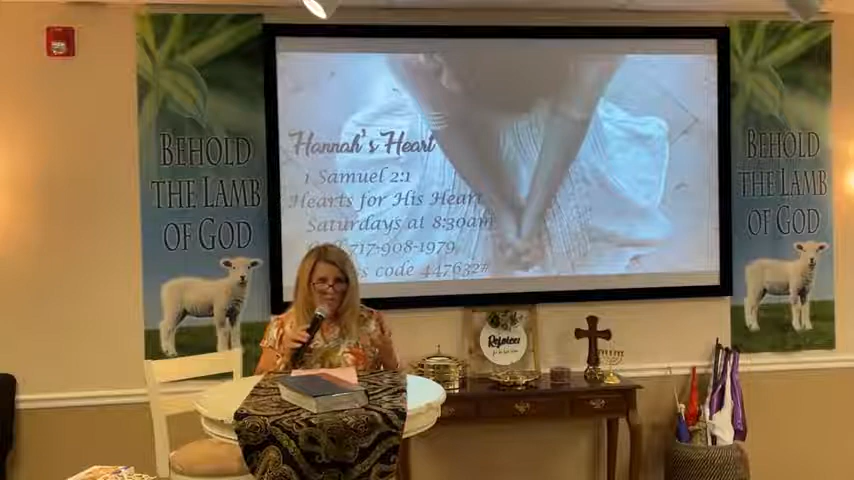 BEHOLD
THE LAMB
OF GOD
Hannah's Heart
1 Samuel 2:1
Hearts for His Heart
Saturdays at 8:30am
717-908-1979
code 447632#
Rejoice
BEHOLD
THE LAMB
OF GOD